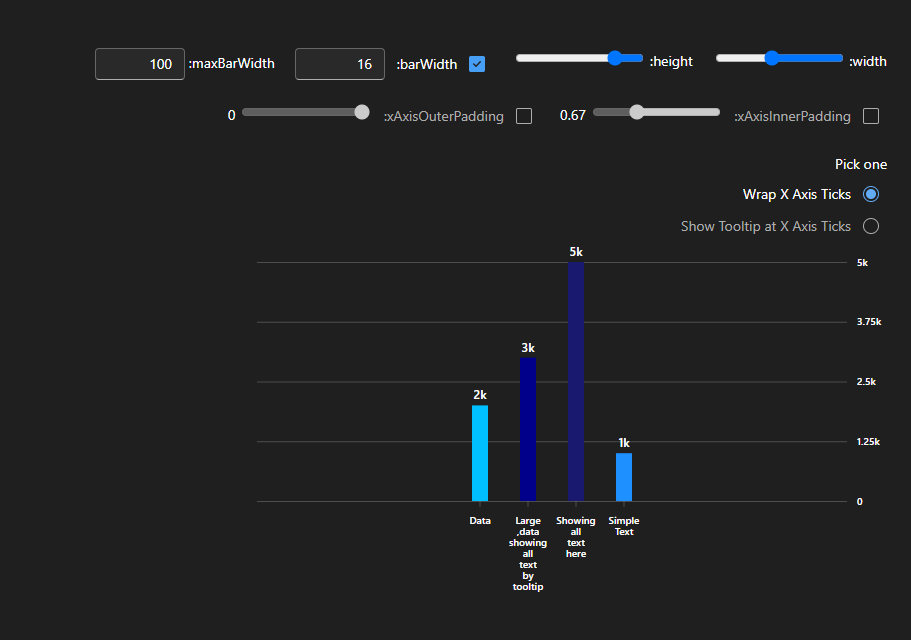 width:
height:
barWidth:
16
maxBarWidth:
100
xAxisInnerPadding:
0.67
xAxisOuterPadding:
0
Pick one
Wrap X Axis Ticks
Show Tooltip at X Axis Ticks
5k
5k
3.75k
3k
2.5k
2k
1.25k
1k
0
Data
Large
,data
showing
all
text
by
tooltip
Showing
all
text
here
Simple
Text